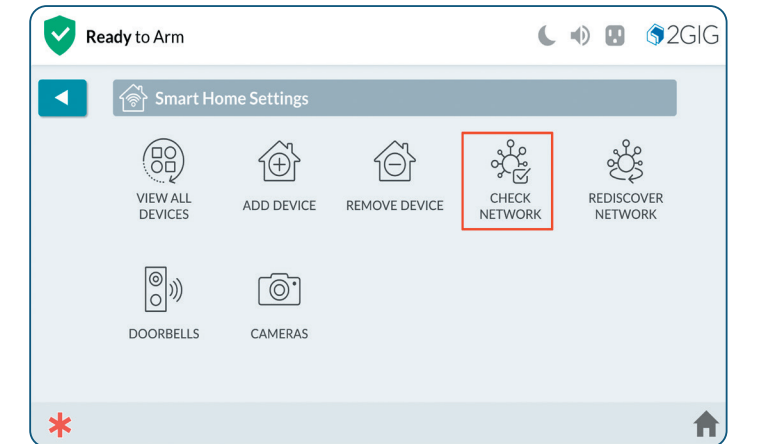 Ready to Arm
2GIG
Smart Home Settings
VIEW ALL
DEVICES
ADD DEVICE
REMOVE DEVICE
CHECK
NETWORK
REDISCOVER
NETWORK
DOORBELLS
CAMERAS